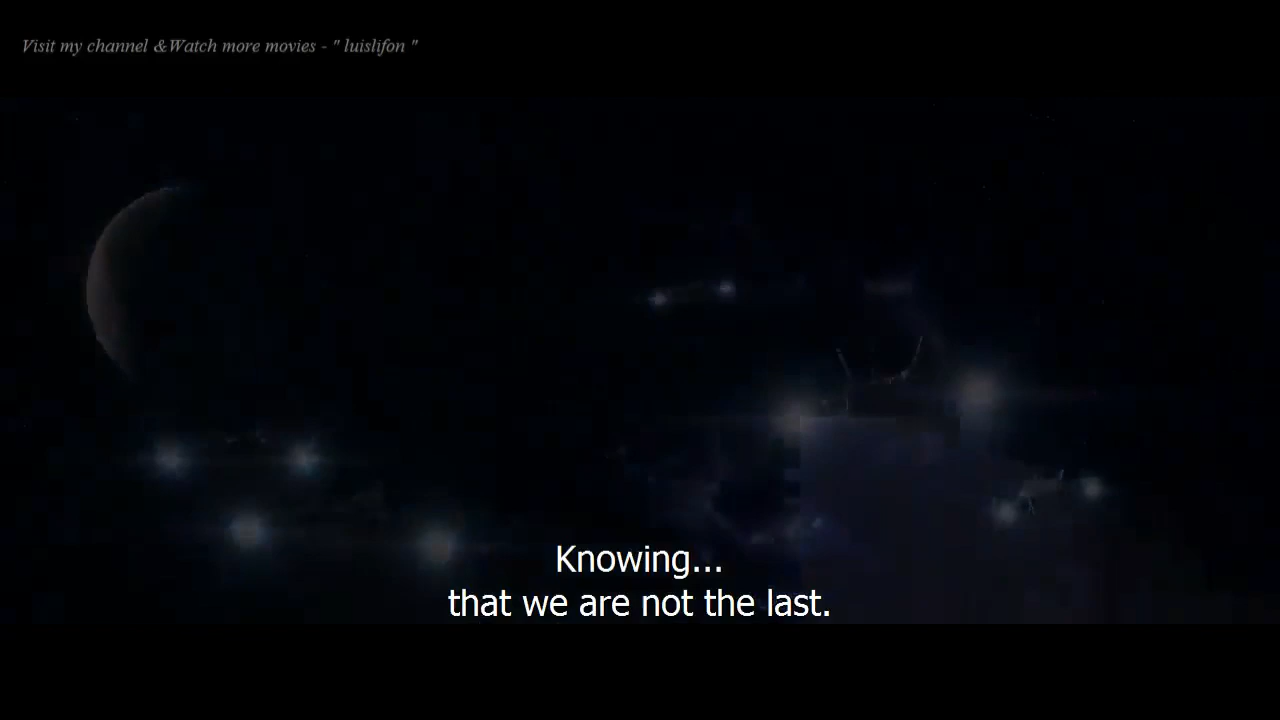 Visit my channel &Watch more movies - " luislifon "
Knowing...
that we are not the last.